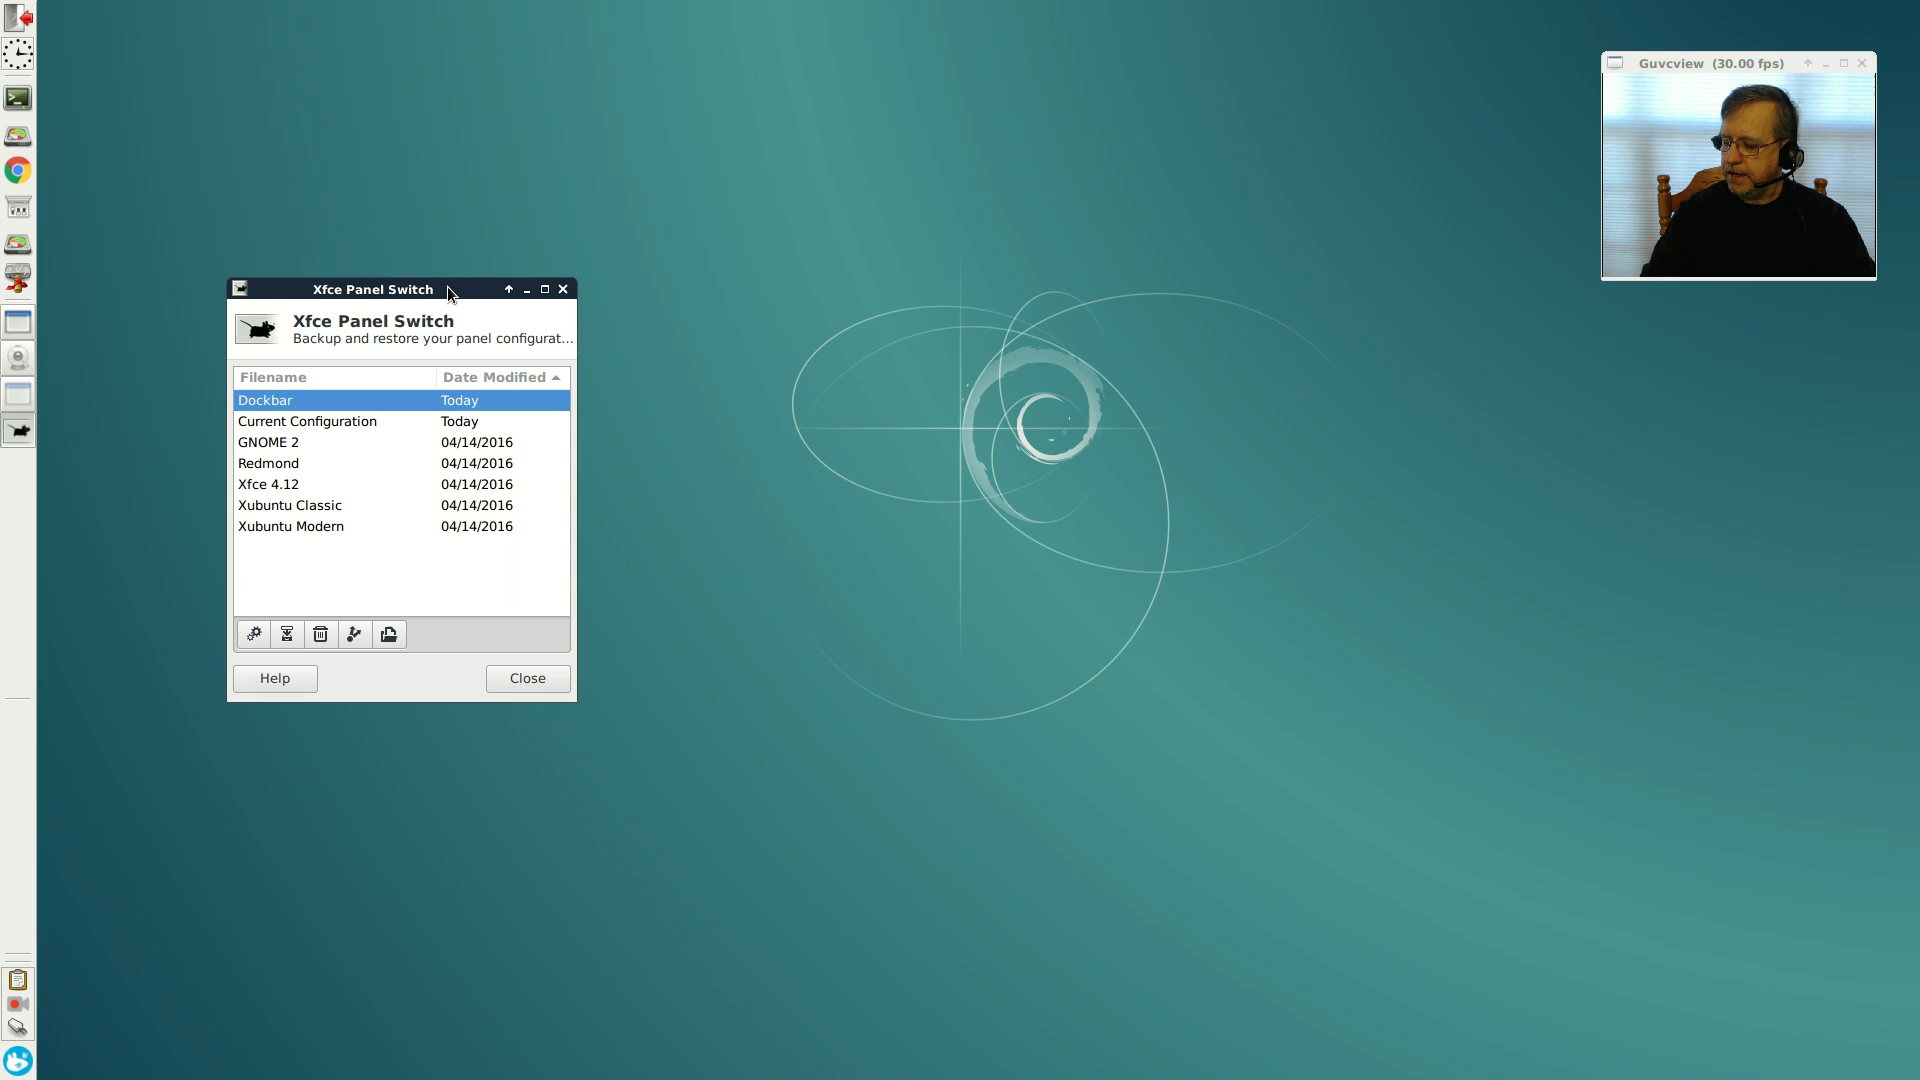 Guvcview (30.00 fps)
Xfce Panel Switch
Xfce Panel Switch
Backup and restore your panel configurat...
Filename Date Modified
Dockbar Today
Current Configuration Today
GNOME 2 04/14/2016
Redmond 04/14/2016
Xfce 4.12 04/14/2016
Xubuntu Classic 04/14/2016
Xubuntu Modern 04/14/2016
Help Close